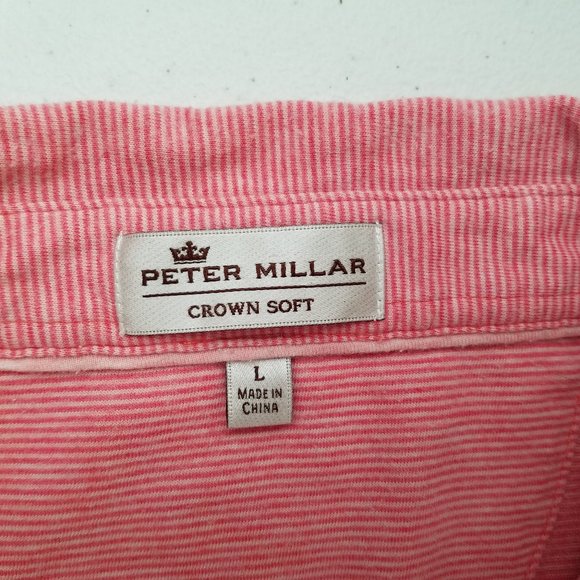 PETER MILLAR
CROWN SOFT
L
MADE IN
CHINA